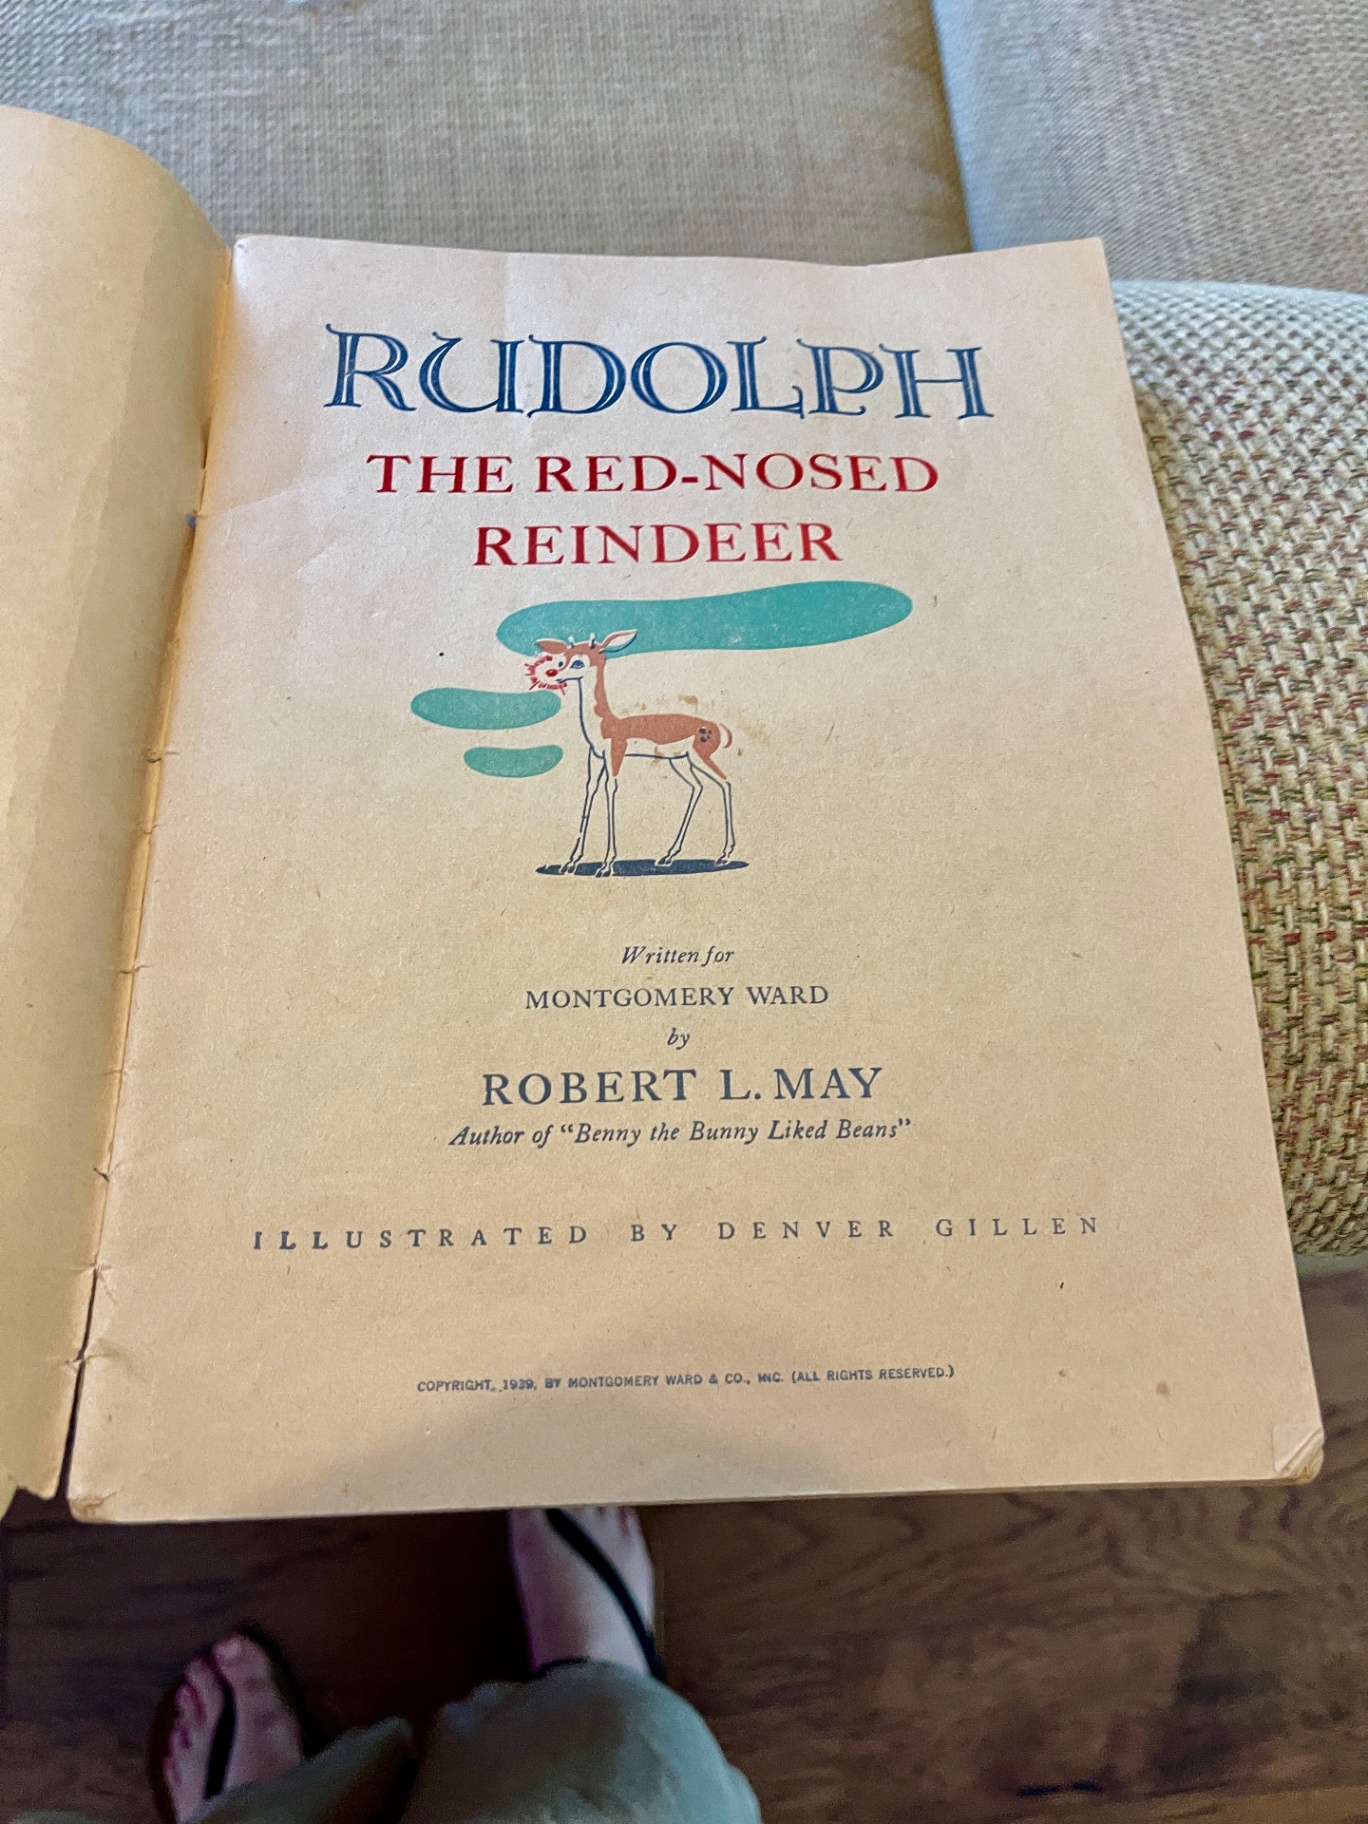 RUDOLPH
THE RED-NOSED
REINDEER
Written for
MONTGOMERY WARD
by
ROBERT L. MAY
Author of “Benny the Bunny Liked Beans”
ILLUSTRATED BY DENVER GILLEN
COPYRIGHT, 1939, BY MONTGOMERY WARD & CO., INC. (ALL RIGHTS RESERVED.)